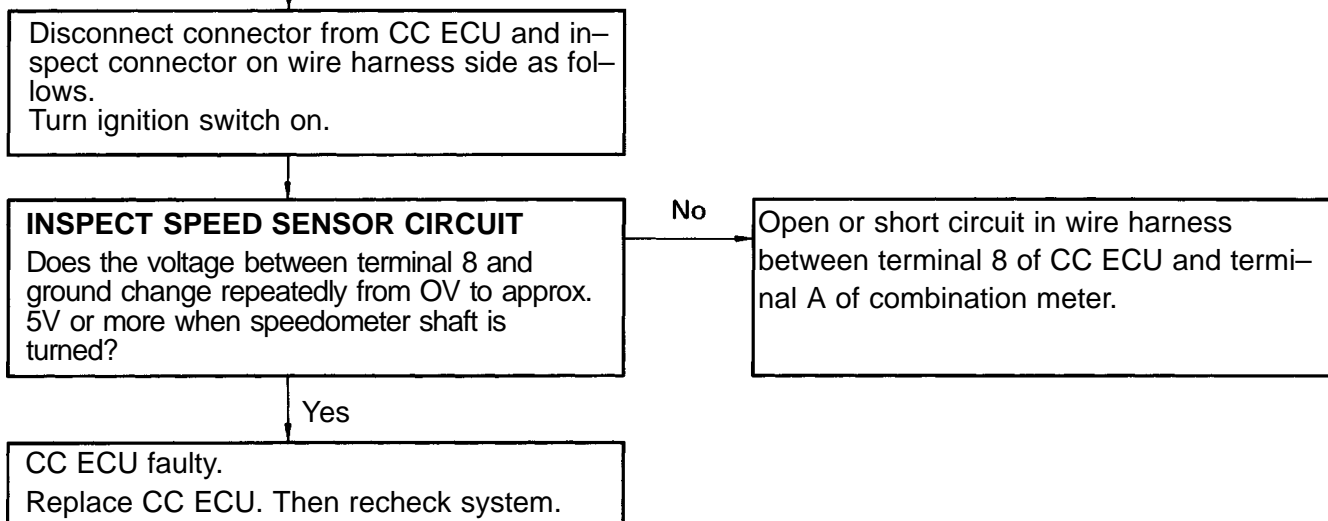 Disconnect connector from CC ECU and in–
spect connector on wire harness side as fol–
lows.
Turn ignition switch on.
INSPECT SPEED SENSOR CIRCUIT
Does the voltage between terminal 8 and
ground change repeatedly from OV to approx.
5V or more when speedometer shaft is
turned?
No
Open or short circuit in wire harness
between terminal 8 of CC ECU and termi–
nal A of combination meter.
Yes
CC ECU faulty.
Replace CC ECU. Then recheck system.